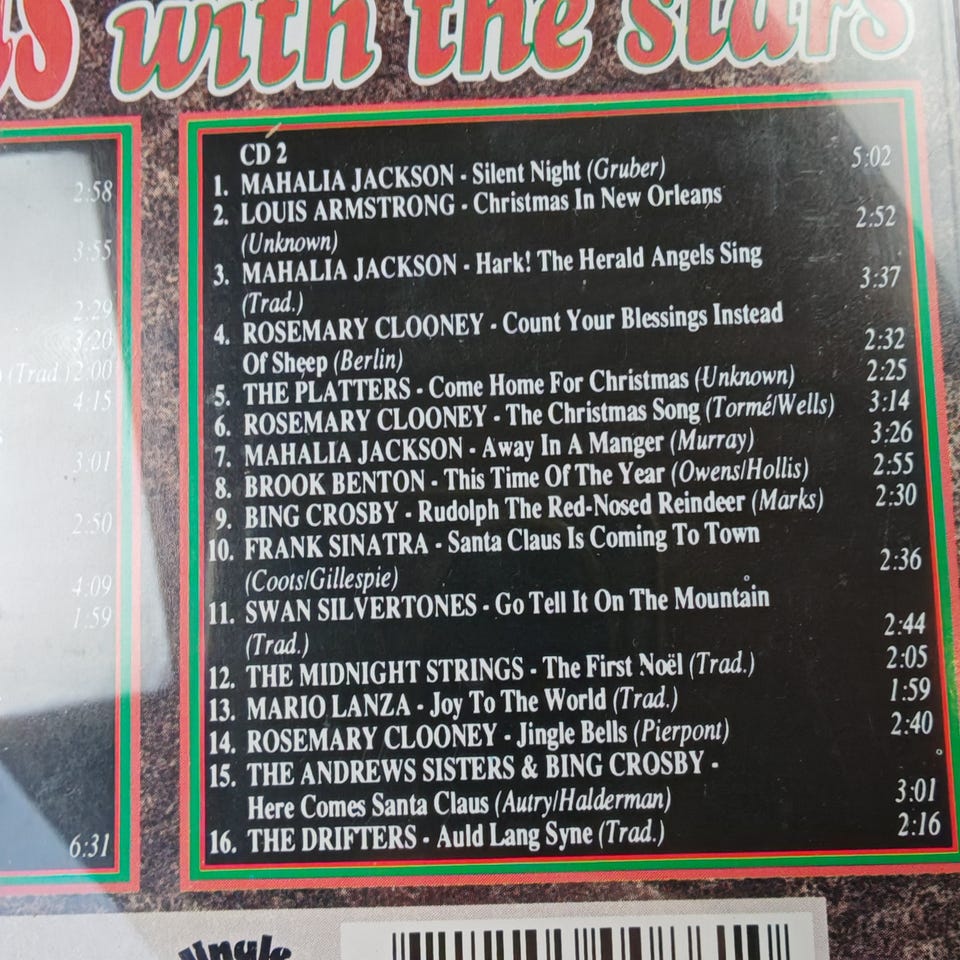 with the stars
2:58
3:55
2:29
3:20
(Trad.) 2:00
4:15
3:01
2:50
4:09
1:59
6:31
CD 2
1. MAHALIA JACKSON - Silent Night (Gruber) 5:02
2. LOUIS ARMSTRONG - Christmas In New Orleans
(Unknown) 2:52
3. MAHALIA JACKSON - Hark! The Herald Angels Sing
(Trad.) 3:37
4. ROSEMARY CLOONEY - Count Your Blessings Instead
Of Sheep (Berlin) 2:32
5. THE PLATTERS - Come Home For Christmas (Unknown) 2:25
6. ROSEMARY CLOONEY - The Christmas Song (Tormé/Wells) 3:14
7. MAHALIA JACKSON - Away In A Manger (Murray) 3:26
8. BROOK BENTON - This Time Of The Year (Owens/Hollis) 2:55
9. BING CROSBY - Rudolph The Red-Nosed Reindeer (Marks) 2:30
10. FRANK SINATRA - Santa Claus Is Coming To Town
(Coots/Gillespie) 2:36
11. SWAN SILVERTONES - Go Tell It On The Mountain
(Trad.) 2:44
12. THE MIDNIGHT STRINGS - The First Noël (Trad.) 2:05
13. MARIO LANZA - Joy To The World (Trad.) 1:59
14. ROSEMARY CLOONEY - Jingle Bells (Pierpont) 2:40
15. THE ANDREWS SISTERS & BING CROSBY -
Here Comes Santa Claus (Autry/Halderman) 3:01
16. THE DRIFTERS - Auld Lang Syne (Trad.) 2:16
Jingle